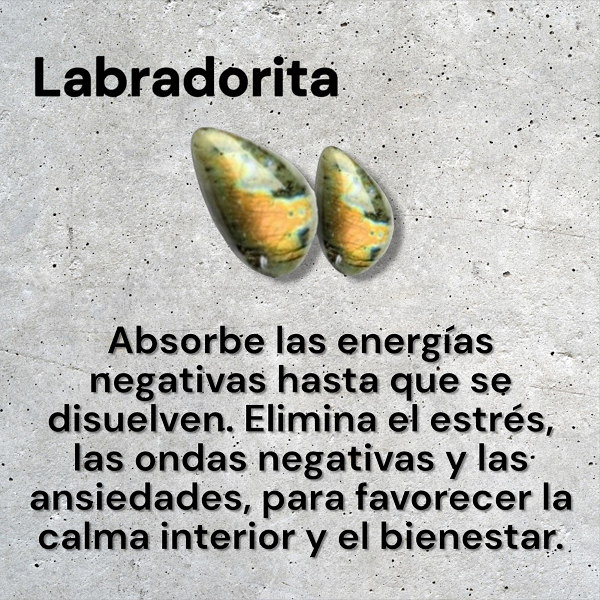 Labradorita
Absorbe las energías
negativas hasta que se
disuelven. Elimina el estrés,
las ondas negativas y las
ansiedades, para favorecer la
calma interior y el bienestar.